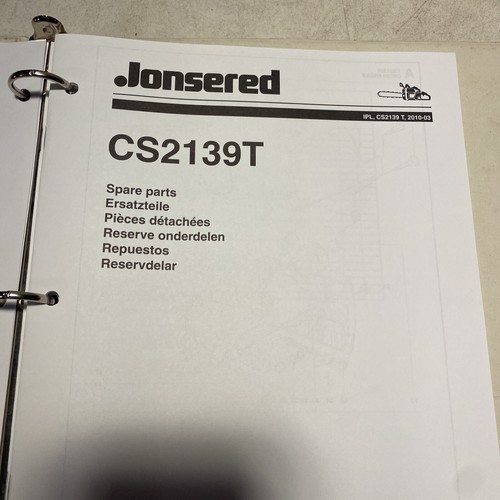 Jonsered
IPL, CS2139 T, 2010-03
CS2139T
Spare parts
Ersatzteile
Pièces détachées
Reserve onderdelen
Repuestos
Reservdelar